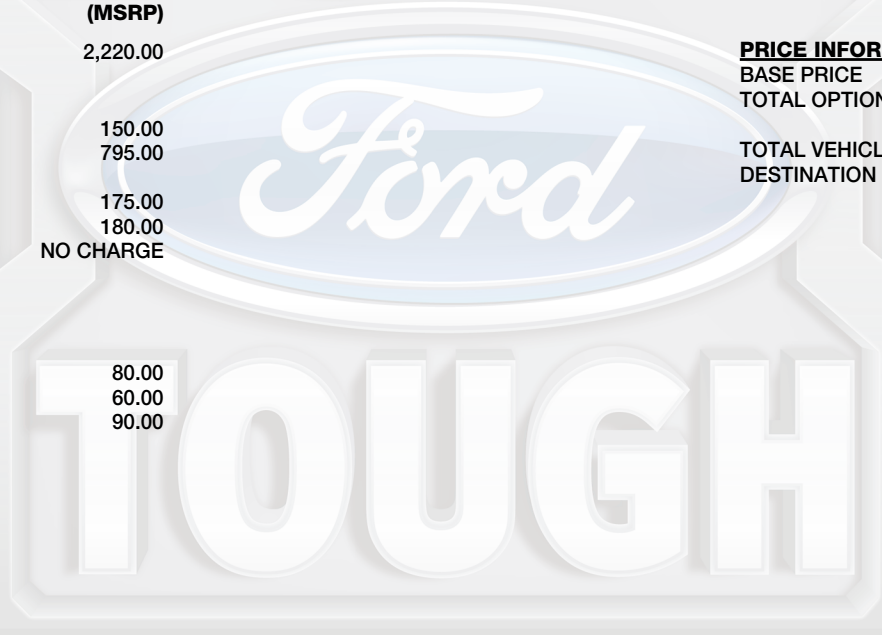 (MSRP)
2,220.00
150.00
795.00
175.00
180.00
NO CHARGE
80.00
60.00
90.00
PRICE INFOR
BASE PRICE
TOTAL OPTION
TOTAL VEHICL
DESTINATION
Ford
TOUGH